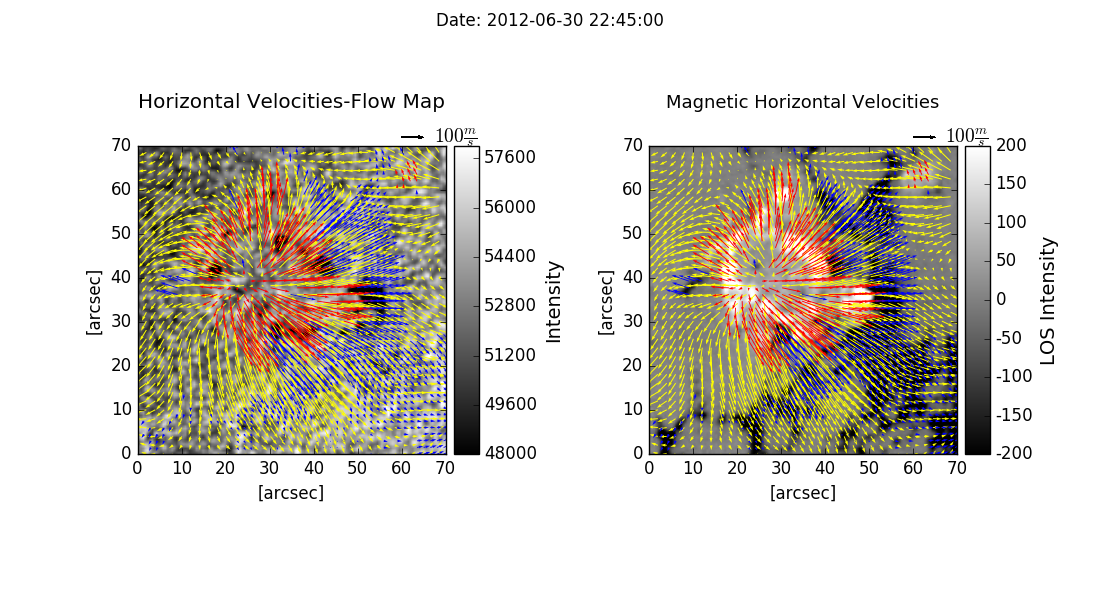 Date: 2012-06-30 22:45:00
Horizontal Velocities-Flow Map
100 m/s
70
60
50
40
30
20
10
0
[arcsec]
0 10 20 30 40 50 60 70
[arcsec]
57600
56000
54400
52800
51200
49600
48000
Intensity
Magnetic Horizontal Velocities
100 m/s
70
60
50
40
30
20
10
0
[arcsec]
0 10 20 30 40 50 60 70
[arcsec]
200
150
100
50
0
-50
-100
-150
-200
LOS Intensity